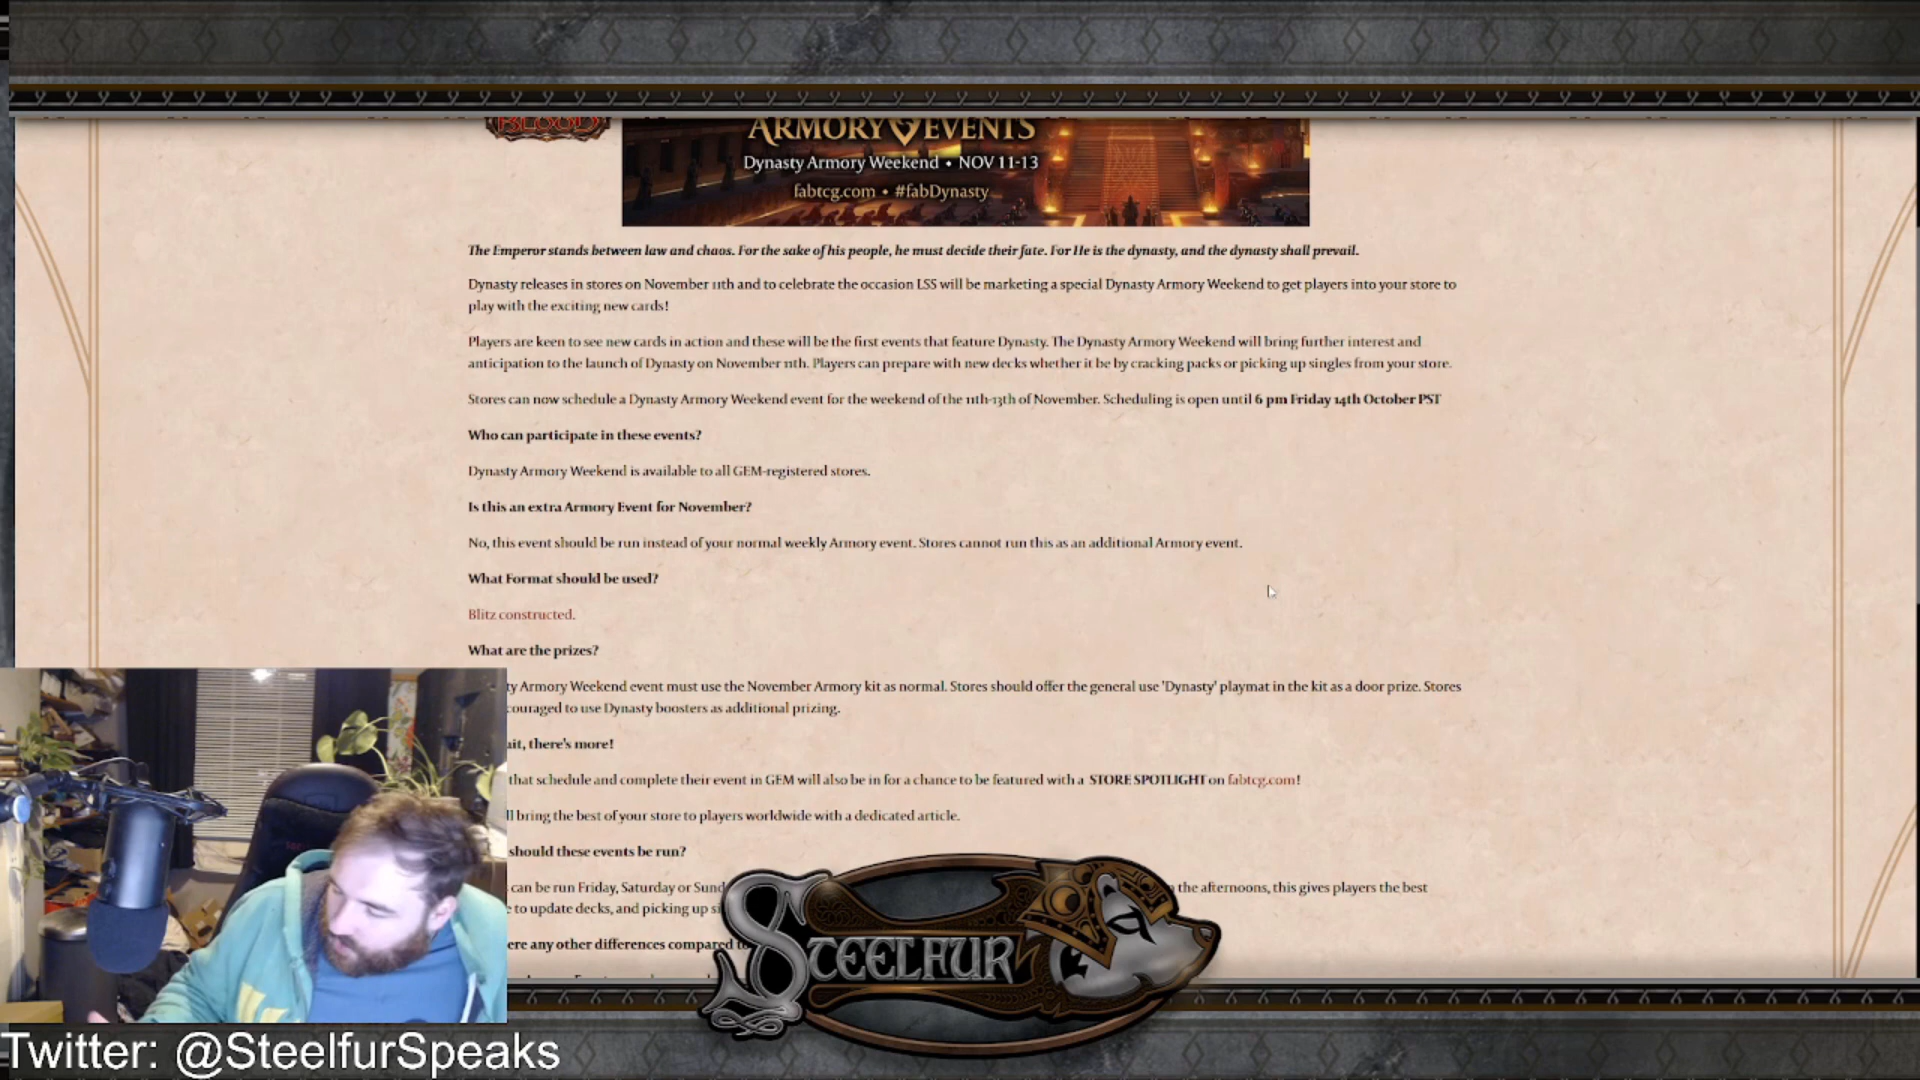 BLOOD
ARMORY EVENTS
Dynasty Armory Weekend • NOV 11-13
fabtcg.com • #fabDynasty
The Emperor stands between law and chaos. For the sake of his people, he must decide their fate. For He is the dynasty, and the dynasty shall prevail.
Dynasty releases in stores on November 11th and to celebrate the occasion LSS will be marketing a special Dynasty Armory Weekend to get players into your store to
play with the exciting new cards!
Players are keen to see new cards in action and these will be the first events that feature Dynasty. The Dynasty Armory Weekend will bring further interest and
anticipation to the launch of Dynasty on November 11th. Players can prepare with new decks whether it be by cracking packs or picking up singles from your store.
Stores can now schedule a Dynasty Armory Weekend event for the weekend of the 11th-13th of November. Scheduling is open until 6 pm Friday 14th October PST
Who can participate in these events?
Dynasty Armory Weekend is available to all GEM-registered stores.
Is this an extra Armory Event for November?
No, this event should be run instead of your normal weekly Armory event. Stores cannot run this as an additional Armory event.
What Format should be used?
Blitz constructed.
What are the prizes?
ty Armory Weekend event must use the November Armory kit as normal. Stores should offer the general use 'Dynasty' playmat in the kit as a door prize. Stores
couraged to use Dynasty boosters as additional prizing.
ait, there's more!
that schedule and complete their event in GEM will also be in for a chance to be featured with a STORE SPOTLIGHT on fabtcg.com!
ll bring the best of your store to players worldwide with a dedicated article.
should these events be run?
can be run Friday, Saturday or Sund the afternoons, this gives players the best
e to update decks, and picking up si
ere any other differences compared to
STEELFUR
Twitter: @SteelfurSpeaks